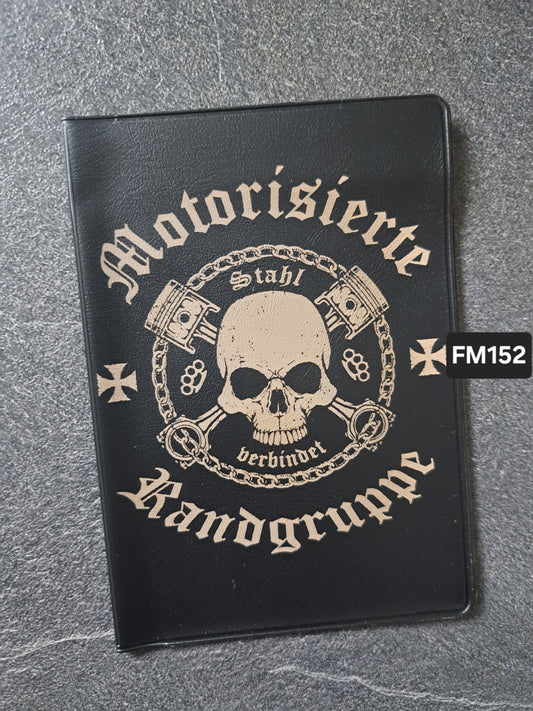 Motorisierte
Stahl
FM152
verbindet
Randgruppe